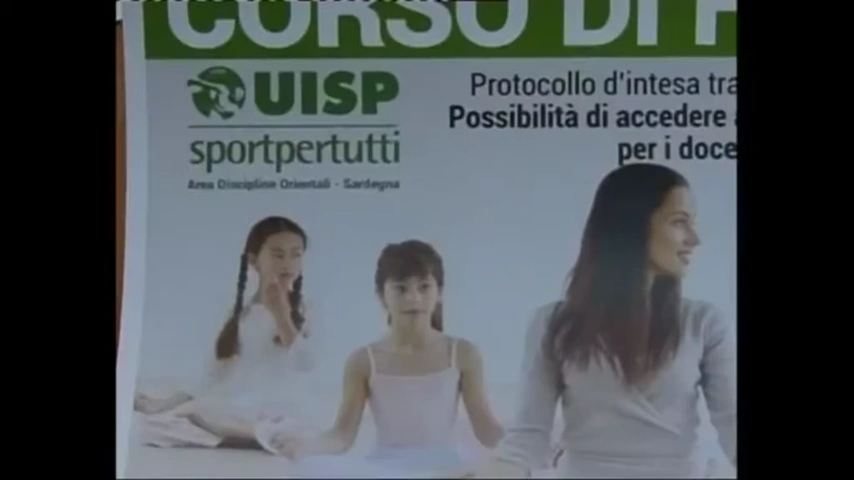 CORSO DI
UISP
sportpertutti
Area Discipline Orientali - Sardegna
Protocollo d'intesa tra
Possibilità di accedere
per i doce